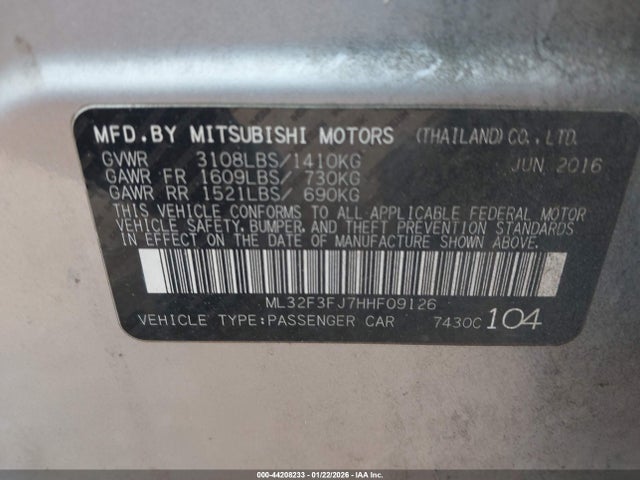 MFD.BY MITSUBISHI MOTORS (THAILAND) CO., LTD.
GVWR 3108LBS/1410KG JUN 2016
GAWR FR 1609LBS/ 730KG
GAWR RR 1521LBS/ 690KG
THIS VEHICLE CONFORMS TO ALL APPLICABLE FEDERAL MOTOR
VEHICLE SAFETY, BUMPER, AND THEFT PREVENTION STANDARDS
IN EFFECT ON THE DATE OF MANUFACTURE SHOWN ABOVE.
ML32F3FJ7HHF09126
VEHICLE TYPE:PASSENGER CAR 7430C 104
000-44208233 - 01/22/2026 - IAA Inc.